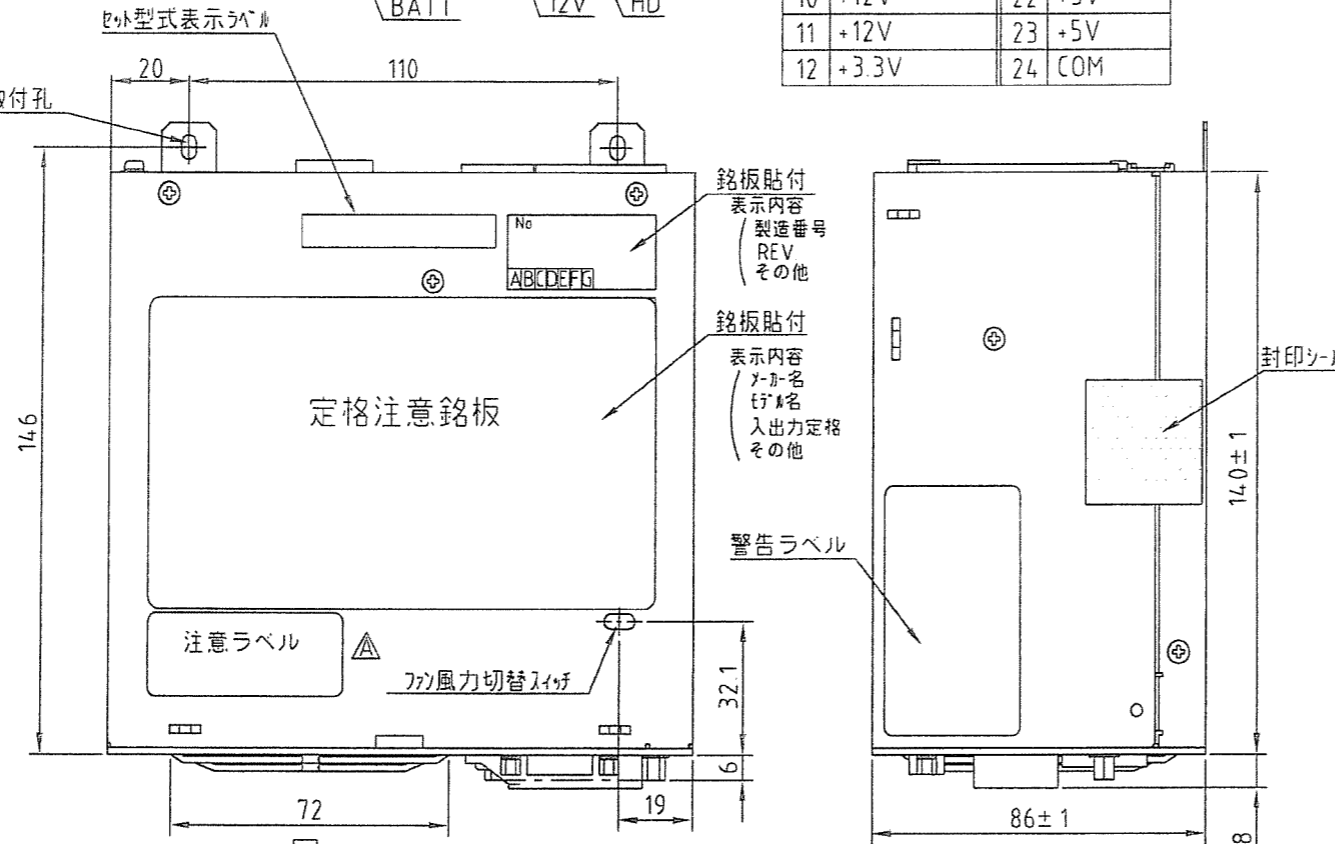 BATT
12V
HD
10 +12V 22 +5V
11 +12V 23 +5V
12 +3.3V 24 COM
セット型式表示ラベル
20
110
付孔
146
銘板貼付
表示内容
製造番号
REV
その他
No
ABCDEFG
銘板貼付
表示内容
メーカー名
モデル名
入出力定格
その他
定格注意銘板
封印シール
140±1
警告ラベル
注意ラベル
A
ファン風力切替スイッチ
32.1
6
72
19
86±1
8